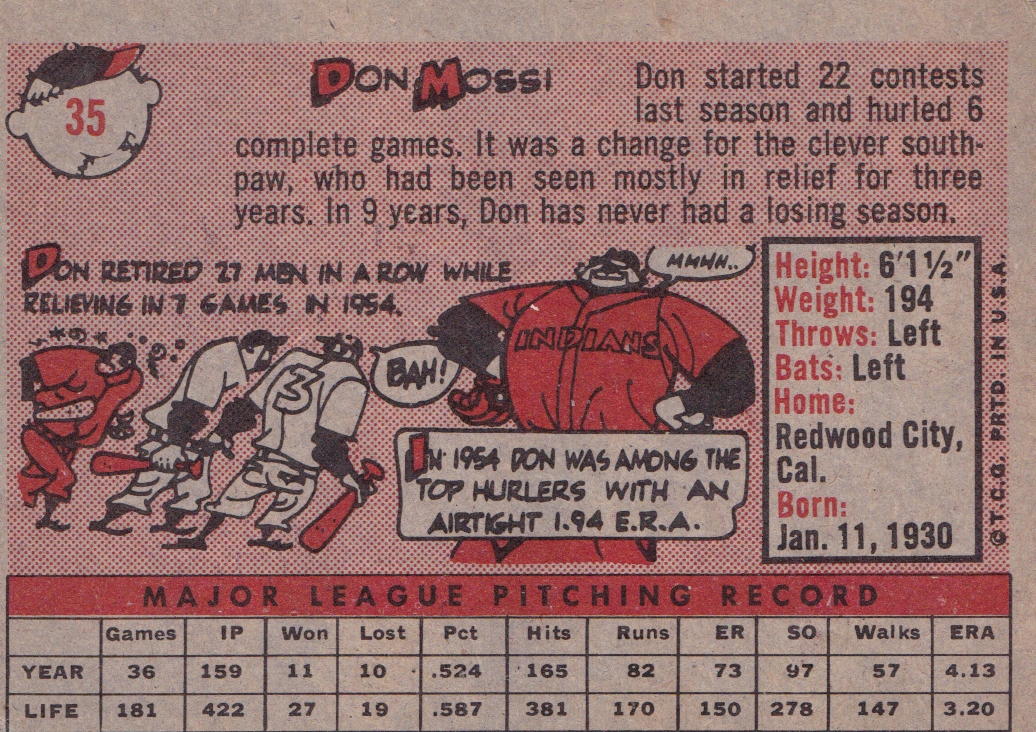 35
DON MOSSI
Don started 22 contests
last season and hurled 6
complete games. It was a change for the clever south-
paw, who had been seen mostly in relief for three
years. In 9 years, Don has never had a losing season.
DON RETIRED 27 MEN IN A ROW WHILE
RELIEVING IN 7 GAMES IN 1954.
MMHH..
INDIANS
BAH!
3
IN 1954 DON WAS AMONG THE
TOP HURLERS WITH AN
AIRTIGHT 1.94 E.R.A.
Height: 6'1½"
Weight: 194
Throws: Left
Bats: Left
Home:
Redwood City,
Cal.
Born:
Jan. 11, 1930
©T.C.G. PRTD. IN U.S.A.
MAJOR LEAGUE PITCHING RECORD
Games IP Won Lost Pct Hits Runs ER SO Walks ERA
YEAR 36 159 11 10 .524 165 82 73 97 57 4.13
LIFE 181 422 27 19 .587 381 170 150 278 147 3.20